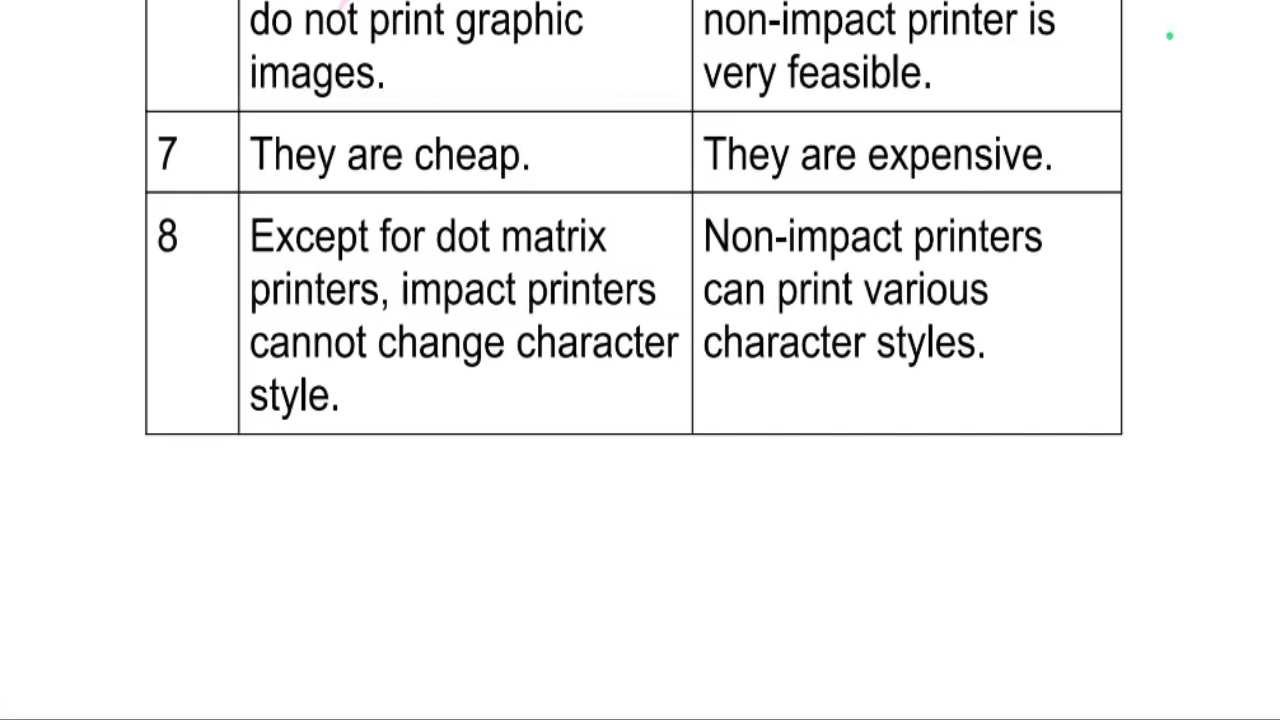 do not print graphic
images.
non-impact printer is
very feasible.
7
They are cheap.
They are expensive.
8
Except for dot matrix
printers, impact printers
cannot change character
style.
Non-impact printers
can print various
character styles.